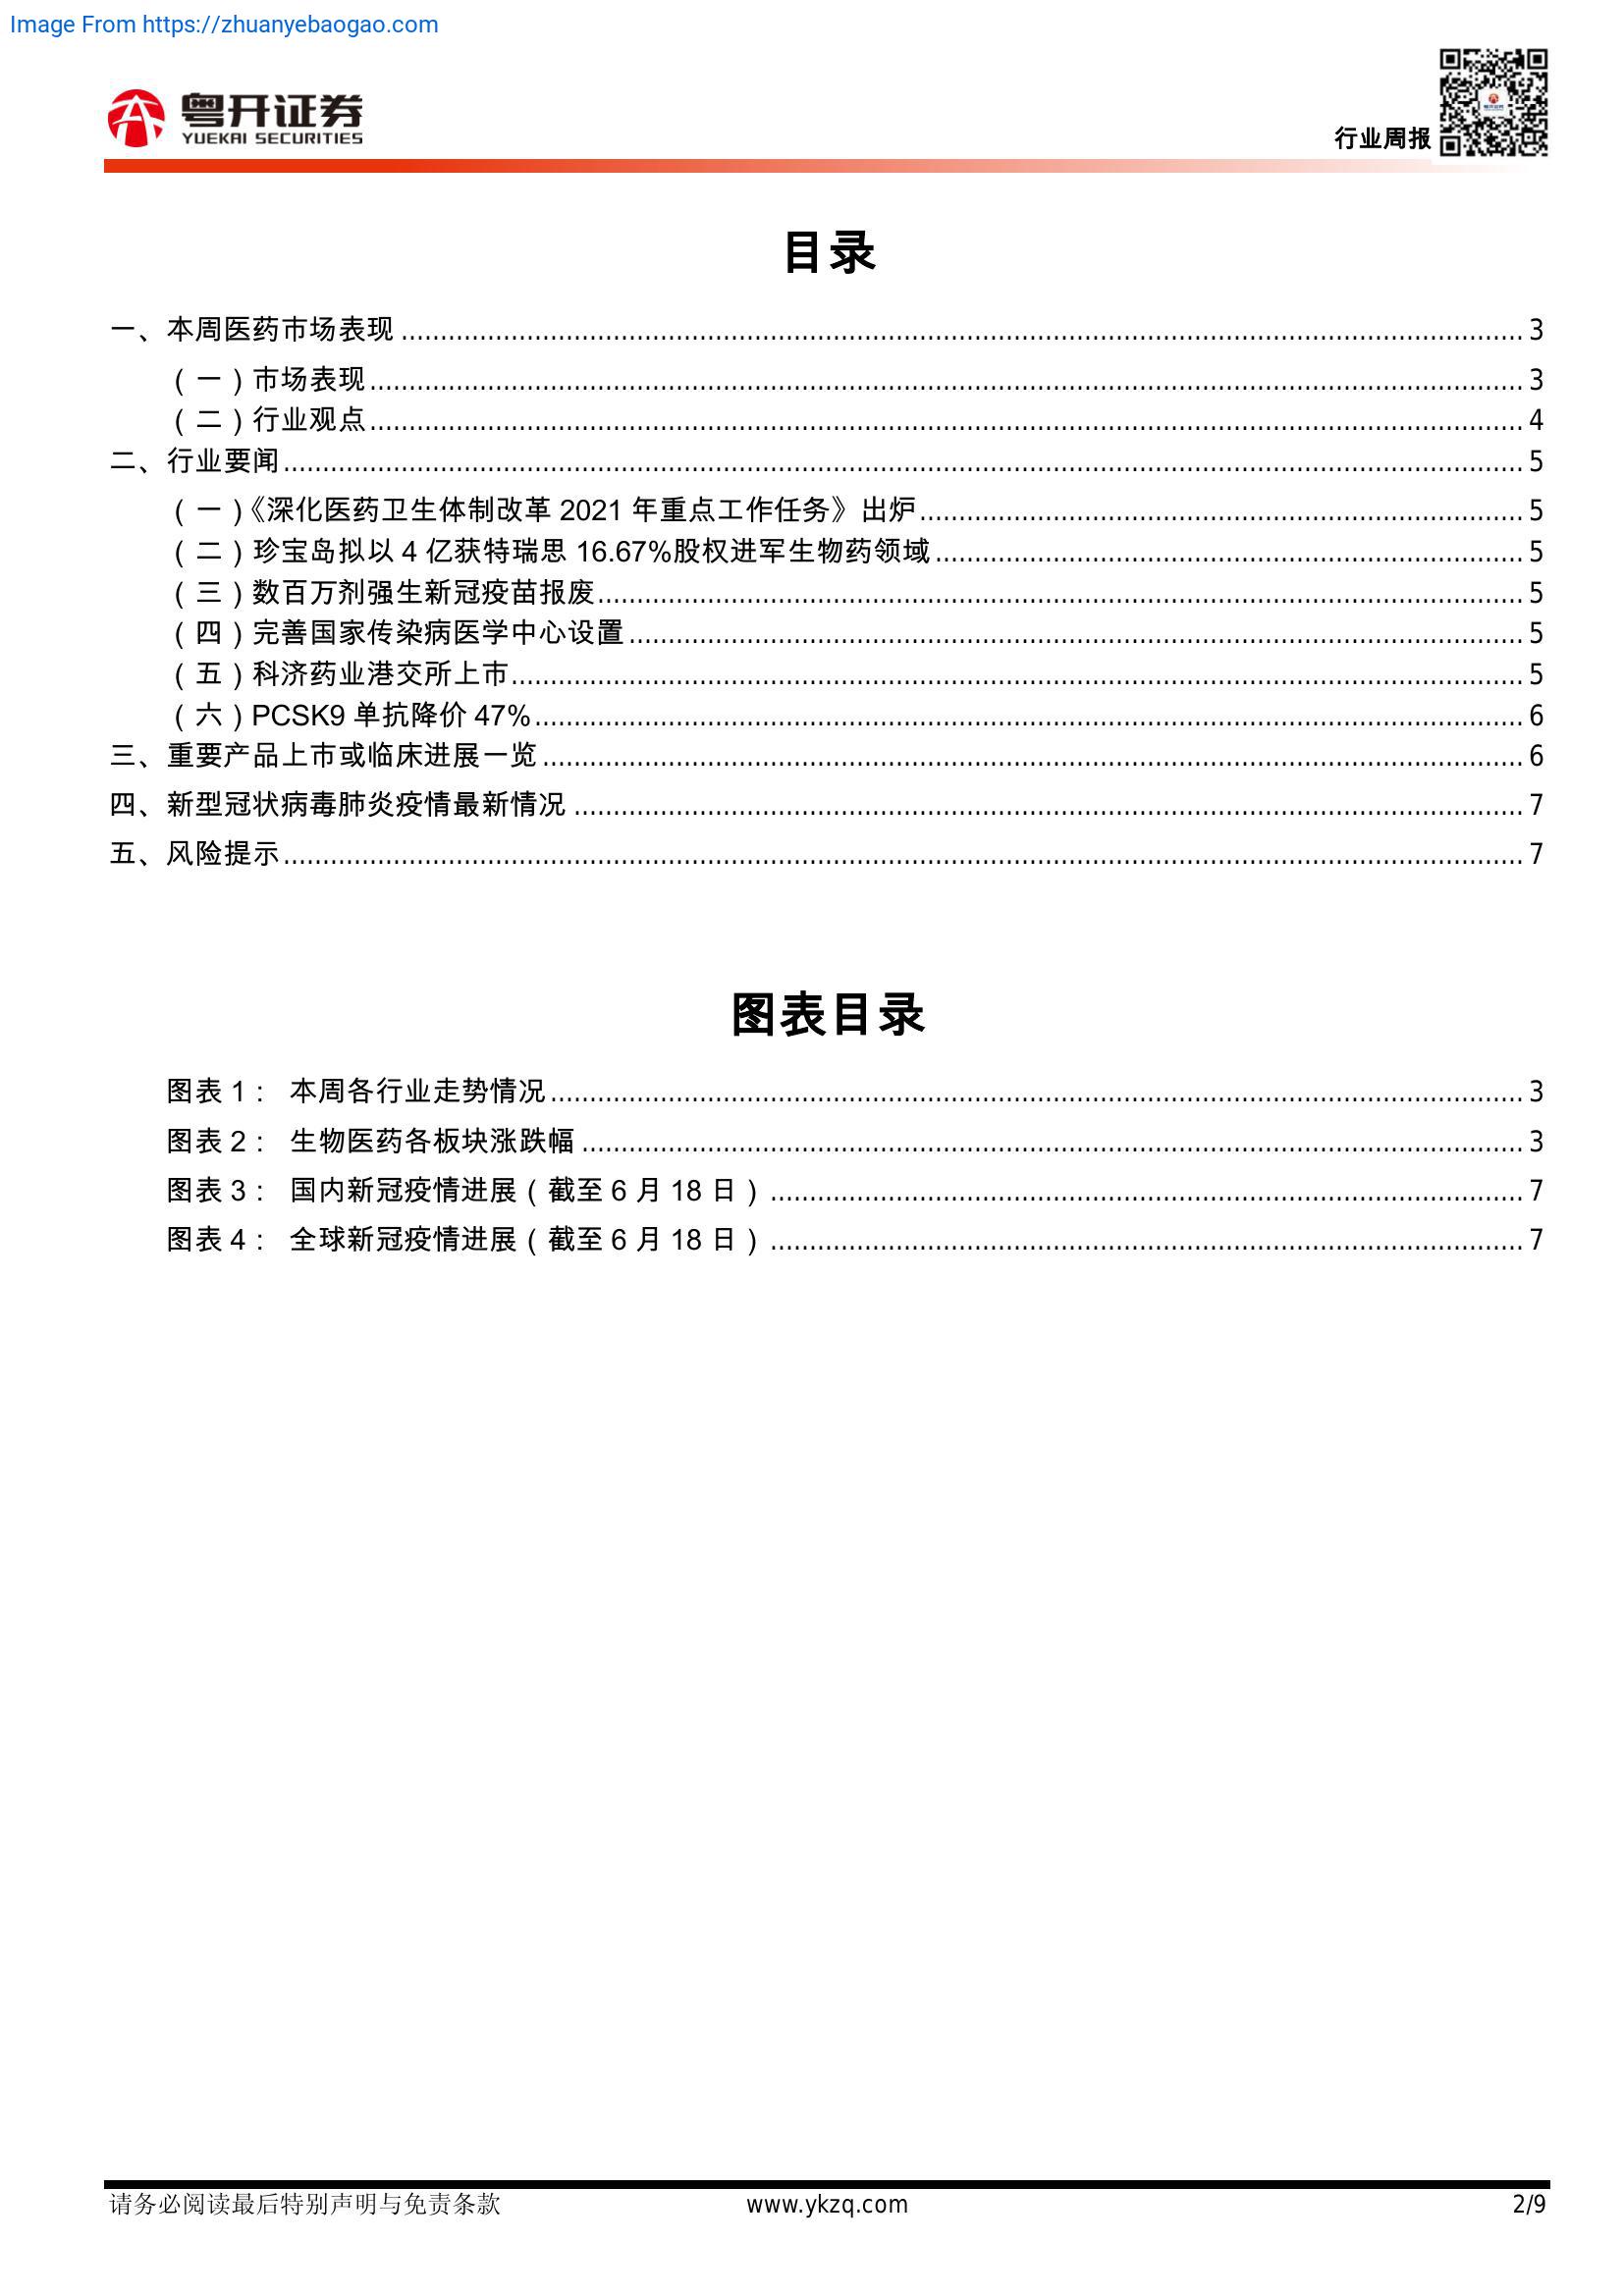 Image From https://zhuanyebaogao.com
粤开证券
YUEKAI SECURITIES
行业周报
目录
一、本周医药市场表现 3
（一）市场表现 3
（二）行业观点 4
二、行业要闻 5
（一）《深化医药卫生体制改革 2021 年重点工作任务》出炉 5
（二）珍宝岛拟以 4 亿获特瑞思 16.67%股权进军生物药领域 5
（三）数百万剂强生新冠疫苗报废 5
（四）完善国家传染病医学中心设置 5
（五）科济药业港交所上市 5
（六）PCSK9 单抗降价 47% 6
三、重要产品上市或临床进展一览 6
四、新型冠状病毒肺炎疫情最新情况 7
五、风险提示 7
图表目录
图表 1： 本周各行业走势情况 3
图表 2： 生物医药各板块涨跌幅 3
图表 3： 国内新冠疫情进展（截至 6 月 18 日） 7
图表 4： 全球新冠疫情进展（截至 6 月 18 日） 7
请务必阅读最后特别声明与免责条款 www.ykzq.com 2/9